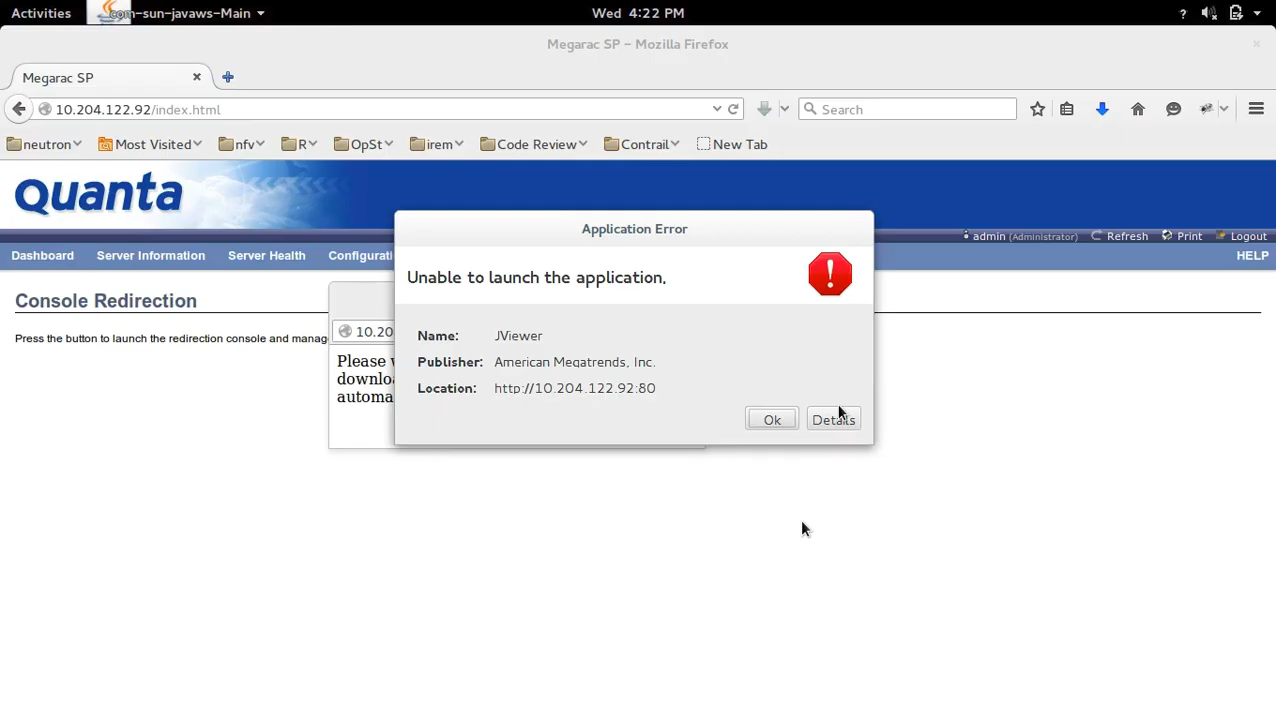 Activities com-sun-javaws-Main Wed 4:22 PM ?
Megarac SP - Mozilla Firefox
Megarac SP
10.204.122.92/index.html Search
neutron Most Visited nfv R OpSt irem Code Review Contrail New Tab
Quanta
admin (Administrator) Refresh Print Logout
Dashboard Server Information Server Health Configurati HELP
Console Redirection
Press the button to launch the redirection console and manag
10.20
Please w
downloa
automa
Application Error
Unable to launch the application.
Name: JViewer
Publisher: American Megatrends, Inc.
Location: http://10.204.122.92:80
Ok Details